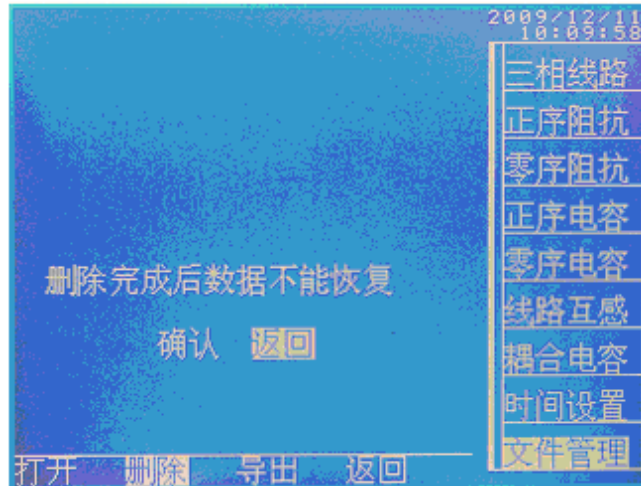 2009/12/11
10:09:58
三相线路
正序阻抗
零序阻抗
正序电容
零序电容
线路互感
耦合电容
时间设置
文件管理
删除完成后数据不能恢复
确认 返回
打开 删除 导出 返回